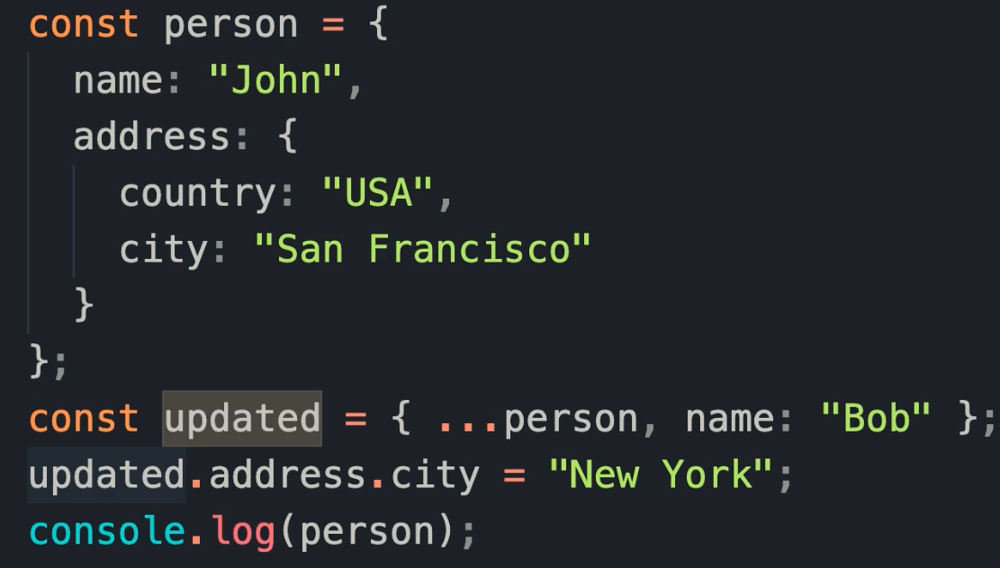 const person = {
  name: "John",
  address: {
    country: "USA",
    city: "San Francisco"
  }
};
const updated = { ...person, name: "Bob" };
updated.address.city = "New York";
console.log(person);